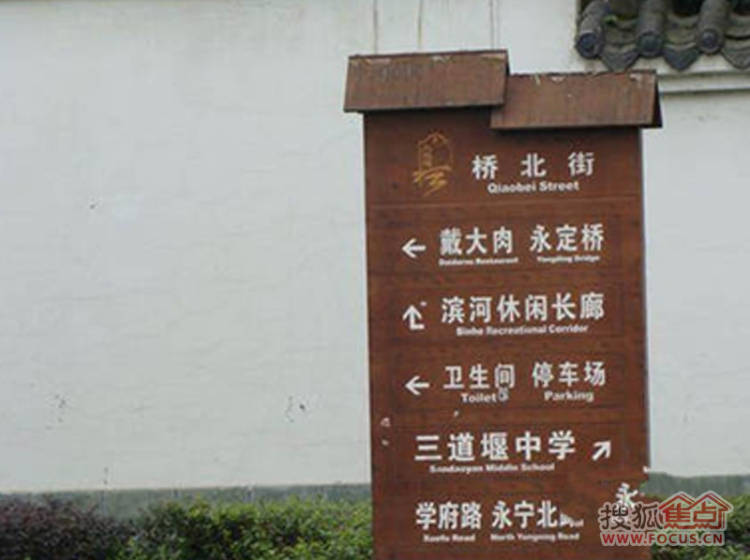 桥北街
Qiaobei Street
戴大肉 永定桥
Daidarou Restaurant Yongding Bridge
滨河休闲长廊
Binhe Recreational Corridor
卫生间 停车场
Toilet Parking
三道堰中学
Sandaoyan Middle School
学府路 永宁北 永
Xuefu Road North Yongning Road
搜狐焦点
WWW.FOCUS.CN